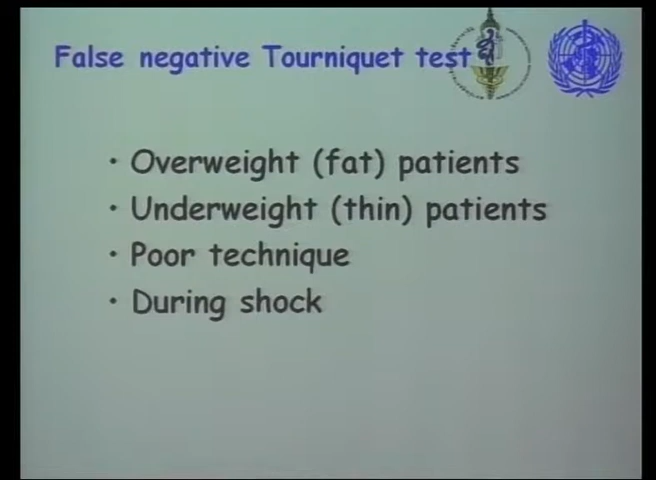 False negative Tourniquet test
• Overweight (fat) patients
• Underweight (thin) patients
• Poor technique
• During shock